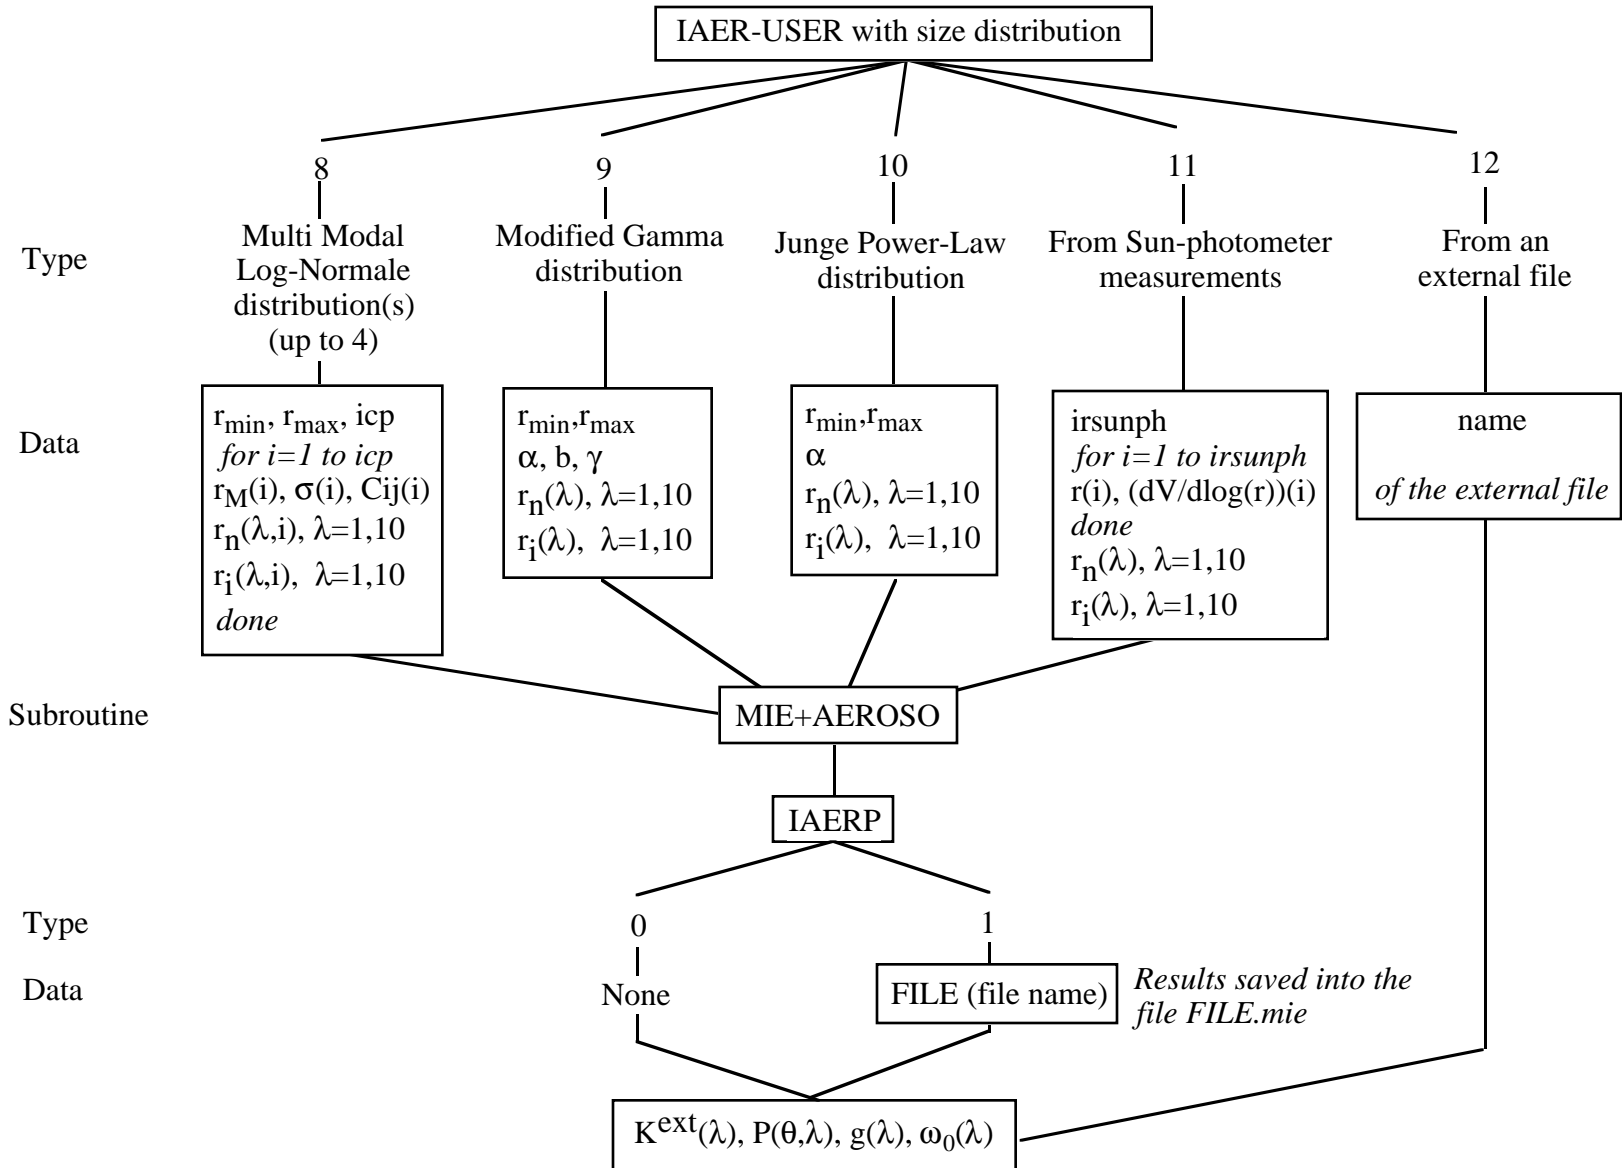 IAER-USER with size distribution
8
9
10
11
12
Type
Multi Modal
Log-Normale
distribution(s)
(up to 4)
Modified Gamma
distribution
Junge Power-Law
distribution
From Sun-photometer
measurements
From an
external file
Data
r_min, r_max, icp
for i=1 to icp
r_M(i), σ(i), Cij(i)
r_n(λ,i), λ=1,10
r_i(λ,i), λ=1,10
done
r_min,r_max
α, b, γ
r_n(λ), λ=1,10
r_i(λ), λ=1,10
r_min,r_max
α
r_n(λ), λ=1,10
r_i(λ), λ=1,10
irsunph
for i=1 to irsunph
r(i), (dV/dlog(r))(i)
done
r_n(λ), λ=1,10
r_i(λ), λ=1,10
name
of the external file
Subroutine
MIE+AEROSO
IAERP
Type
0
1
Data
None
FILE (file name)
Results saved into the
file FILE.mie
K^ext(λ), P(θ,λ), g(λ), ω₀(λ)